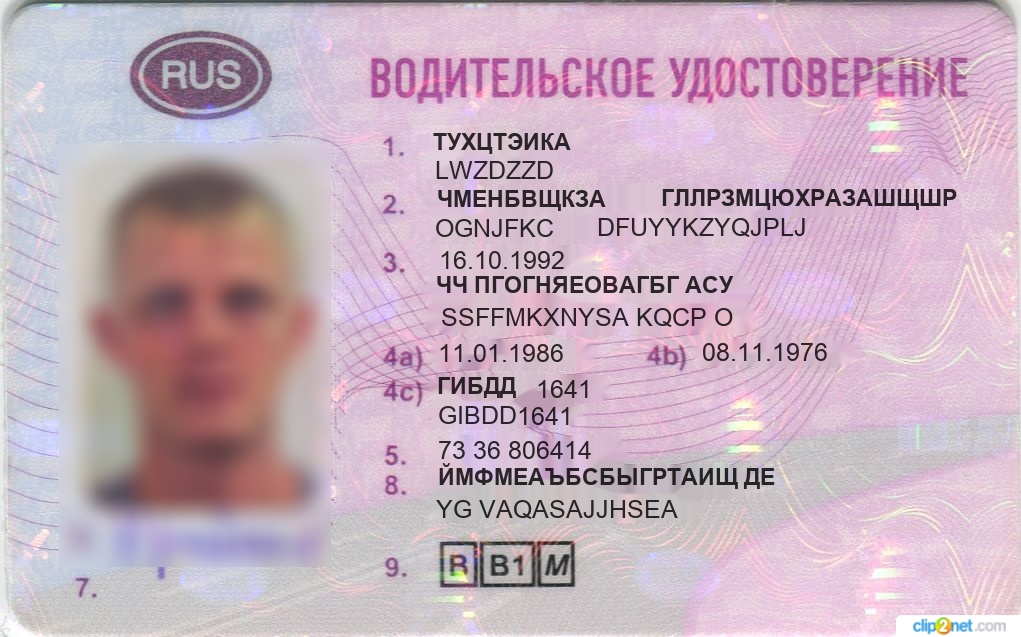 RUS
ВОДИТЕЛЬСКОЕ УДОСТОВЕРЕНИЕ
1. ТУХЦТЭИКА
LWZDZZD
2. ЧМЕНБВЩКЗА ГЛЛРЗМЦЮХРАЗАШЩШР
OGNJFKC DFUYYKZYQJPLJ
3. 16.10.1992
ЧЧ ПГОГНЯЕОВАГБГ АСУ
SSFFMKXNYSA KQCP O
4a) 11.01.1986 4b) 08.11.1976
4c) ГИБДД 1641
GIBDD1641
5. 73 36 806414
8. ЙМФМЕАЪБСБЫГРТАИЩ ДЕ
YG VAQASAJJHSEA
9. B B1 M
7.
clip2net.com